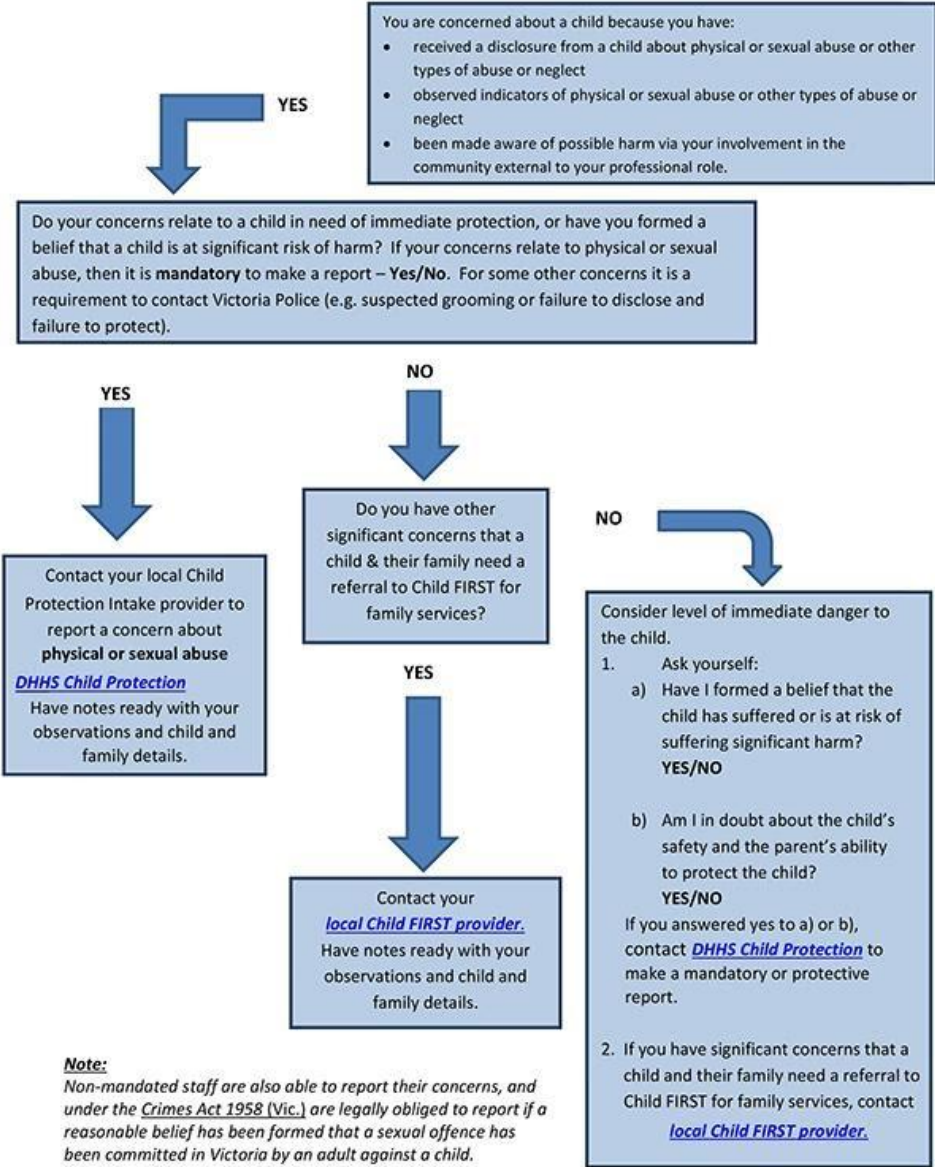 You are concerned about a child because you have:
• received a disclosure from a child about physical or sexual abuse or other
types of abuse or neglect
• observed indicators of physical or sexual abuse or other types of abuse or
neglect
• been made aware of possible harm via your involvement in the
community external to your professional role.
YES
Do your concerns relate to a child in need of immediate protection, or have you formed a
belief that a child is at significant risk of harm? If your concerns relate to physical or sexual
abuse, then it is mandatory to make a report – Yes/No. For some other concerns it is a
requirement to contact Victoria Police (e.g. suspected grooming or failure to disclose and
failure to protect).
YES
NO
Contact your local Child
Protection Intake provider to
report a concern about
physical or sexual abuse
DHHS Child Protection
Have notes ready with your
observations and child and
family details.
Do you have other
significant concerns that a
child & their family need a
referral to Child FIRST for
family services?
YES
NO
Contact your
local Child FIRST provider.
Have notes ready with your
observations and child and
family details.
Consider level of immediate danger to
the child.
1. Ask yourself:
a) Have I formed a belief that the
child has suffered or is at risk of
suffering significant harm?
YES/NO
b) Am I in doubt about the child's
safety and the parent's ability
to protect the child?
YES/NO
If you answered yes to a) or b),
contact DHHS Child Protection to
make a mandatory or protective
report.
2. If you have significant concerns that a
child and their family need a referral to
Child FIRST for family services, contact
local Child FIRST provider.
Note:
Non-mandated staff are also able to report their concerns, and
under the Crimes Act 1958 (Vic.) are legally obliged to report if a
reasonable belief has been formed that a sexual offence has
been committed in Victoria by an adult against a child.